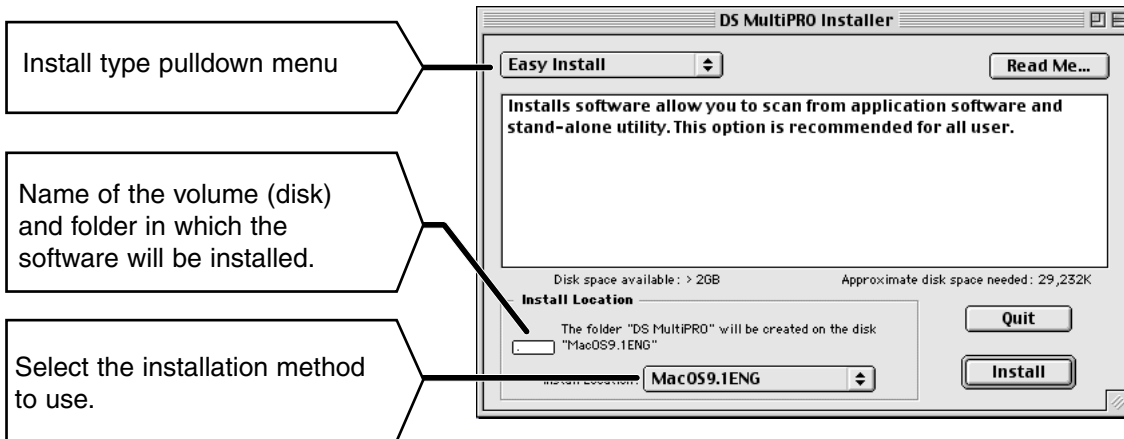 DS MultiPRO Installer
Install type pulldown menu
Easy Install
Read Me...
Installs software allow you to scan from application software and
stand-alone utility. This option is recommended for all user.
Name of the volume (disk)
and folder in which the
software will be installed.
Disk space available: > 2GB
Approximate disk space needed: 29,232K
Install Location
The folder "DS MultiPRO" will be created on the disk
"MacOS9.1ENG"
Quit
Select the installation method
to use.
Install Location:
MacOS9.1ENG
Install